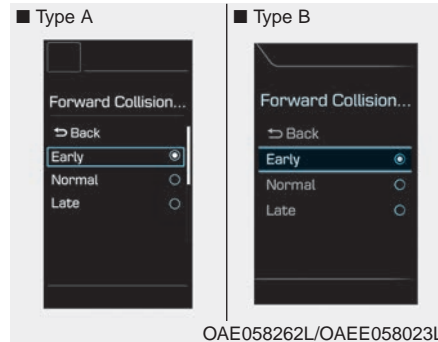 ■ Type A
Forward Collision...
Back
Early
Normal
Late
■ Type B
Forward Collision...
Back
Early
Normal
Late
OAE058262L/OAEE058023L